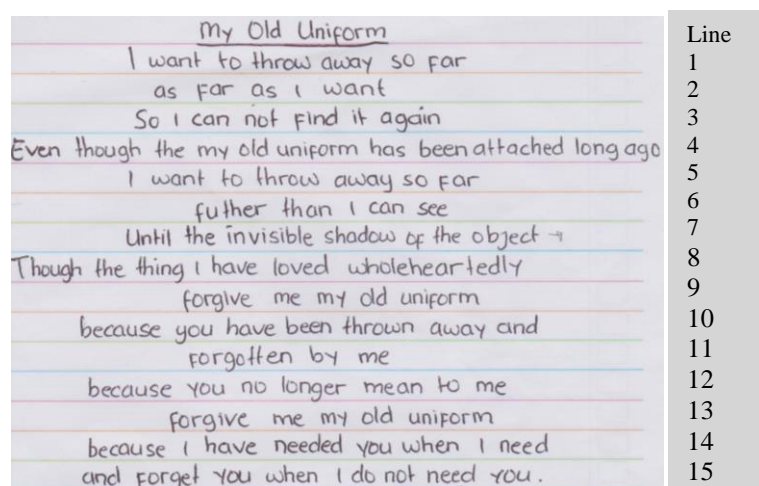 My Old Uniform
I want to throw away so far
as far as I want
So I can not find it again
Even though the my old uniform has been attached long ago
I want to throw away so far
futher than I can see
Until the invisible shadow of the object →
Though the thing I have loved wholeheartedly
forgive me my old uniform
because you have been thrown away and
forgotten by me
because you no longer mean to me
forgive me my old uniform
because I have needed you when I need
and forget you when I do not need you.
Line
1
2
3
4
5
6
7
8
9
10
11
12
13
14
15